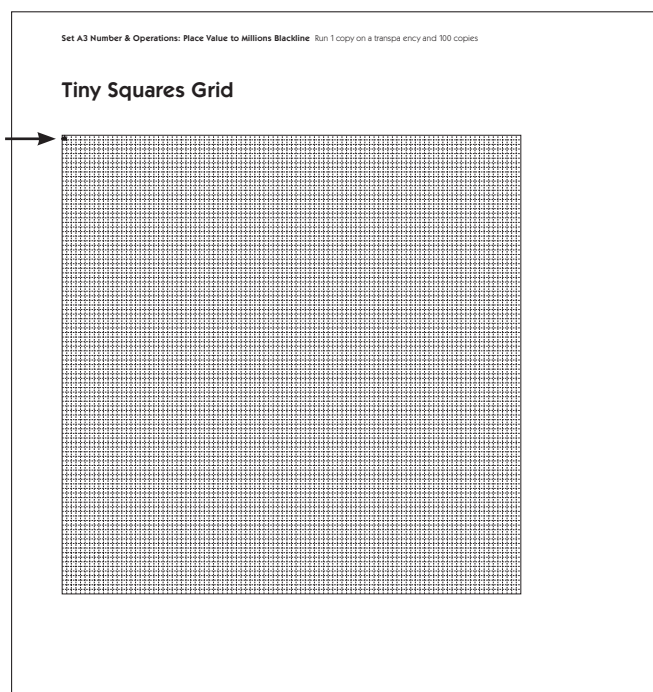 Set A3 Number & Operations: Place Value to Millions Blackline Run 1 copy on a transpa ency and 100 copies
Tiny Squares Grid